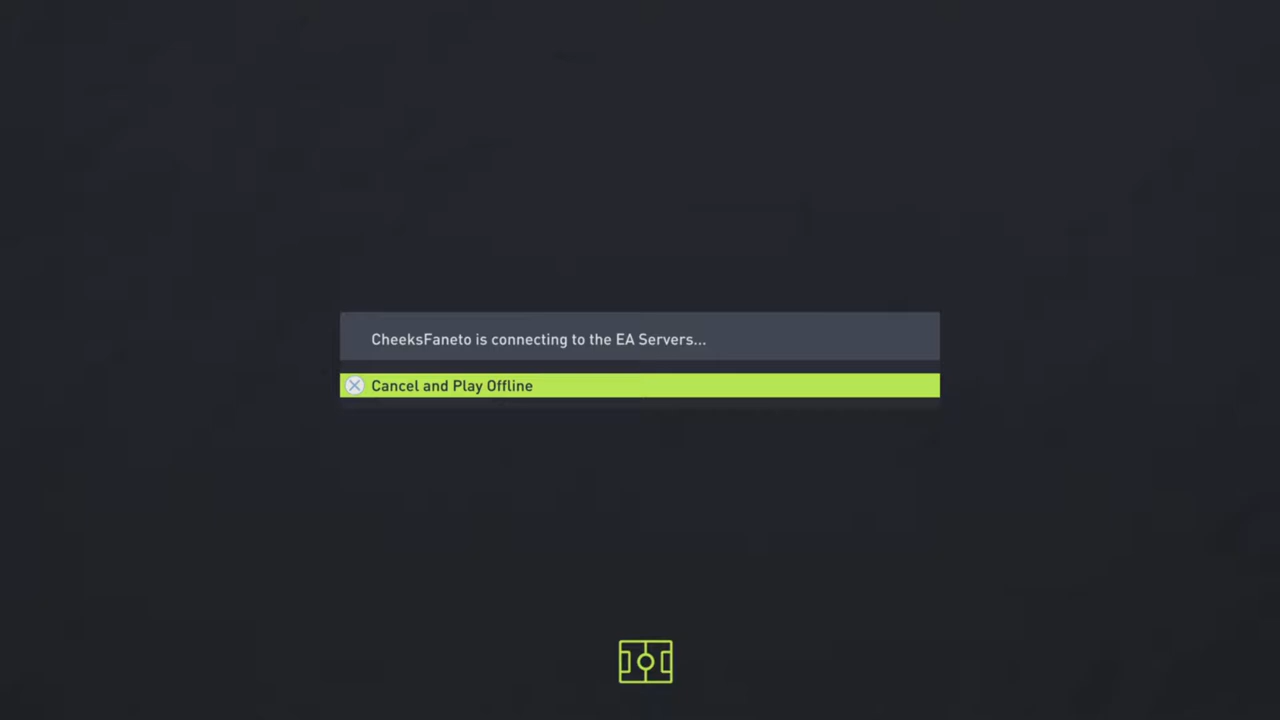 CheeksFaneto is connecting to the EA Servers...
Cancel and Play Offline